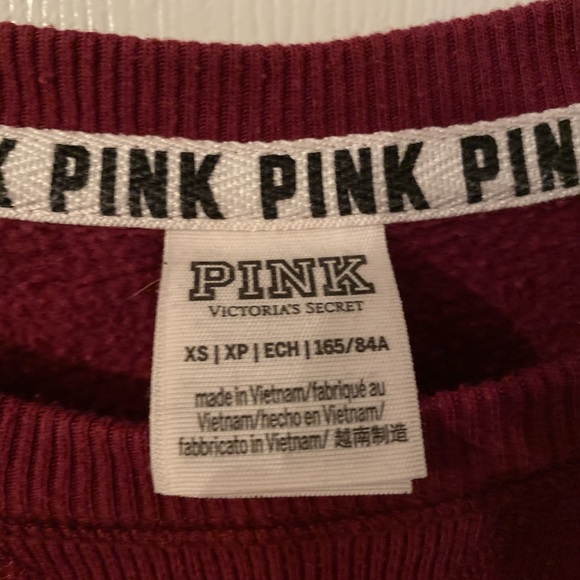 K PINK PINK PIN
PINK
VICTORIA'S SECRET
XS | XP | ECH | 165/84A
made in Vietnam/fabriqué au
Vietnam/hecho en Vietnam/
fabbricato in Vietnam/ 越南制造